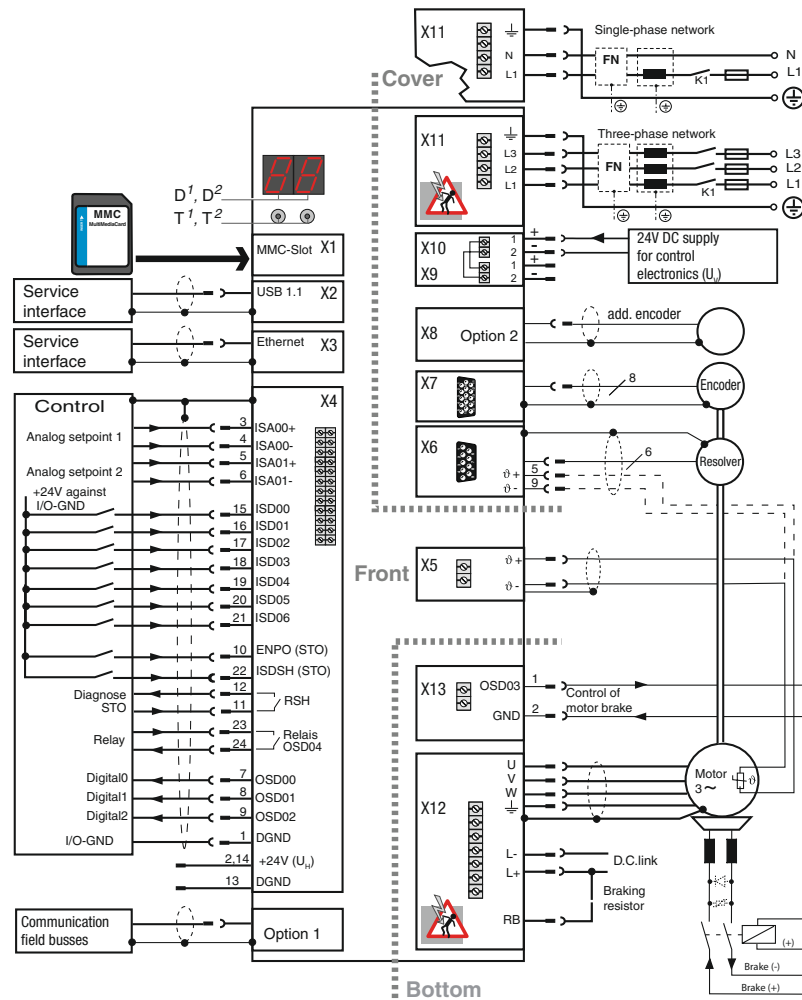 X11
Single-phase network
N
FN
N
L1
K1
L1
Cover
X11
Three-phase network
L3
L2
L1
FN
K1
L3
L2
L1
D1, D2
T1, T2
MMC
MultiMediaCard
MMC-Slot X1
X10
X9
1
2
1
2
+
-
+
-
24V DC supply
for control
electronics (UV)
Service
interface
USB 1.1 X2
Service
interface
Ethernet X3
X8 Option 2
add. encoder
X7
8
Encoder
X6
6
Resolver
ϑ+ 5
ϑ- 9
Control
X4
Analog setpoint 1
3 ISA00+
4 ISA00-
Analog setpoint 2
5 ISA01+
6 ISA01-
+24V against
I/O-GND
15 ISD00
16 ISD01
17 ISD02
18 ISD03
19 ISD04
20 ISD05
21 ISD06
10 ENPO (STO)
22 ISDSH (STO)
Diagnose
STO
12
11
RSH
Relay
23
24
Relais
OSD04
Digital0 7 OSD00
Digital1 8 OSD01
Digital2 9 OSD02
I/O-GND 1 DGND
2,14 +24V (UH)
13 DGND
Communication
field busses
Option 1
Front
X5
ϑ+
ϑ-
X13
OSD03 1
GND 2
Control of
motor brake
X12
U
V
W
Motor
3~
ϑ
L-
L+
D.C.link
Braking
resistor
RB
(+)
Brake (-)
Brake (+)
Bottom